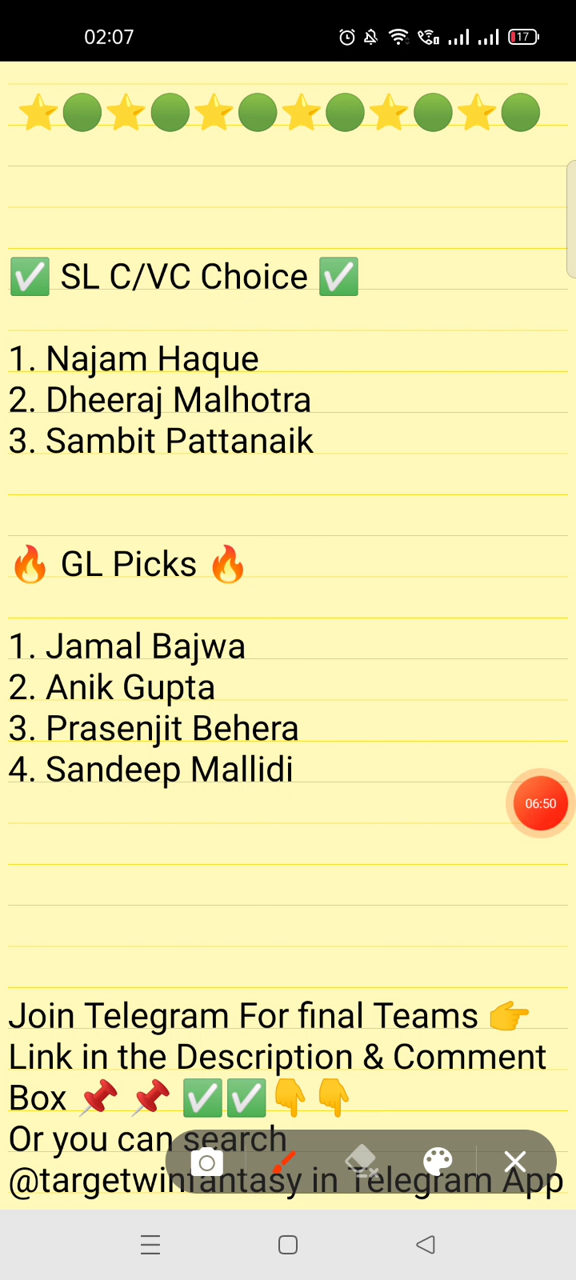 02:07
17
⭐🟢⭐🟢⭐🟢⭐🟢⭐🟢⭐🟢
✅ SL C/VC Choice ✅
1. Najam Haque
2. Dheeraj Malhotra
3. Sambit Pattanaik
🔥 GL Picks 🔥
1. Jamal Bajwa
2. Anik Gupta
3. Prasenjit Behera
4. Sandeep Mallidi
06:50
Join Telegram For final Teams 👉
Link in the Description & Comment
Box 📌 📌 ✅✅👇👇
Or you can search
@targetwinfantasy in Telegram App